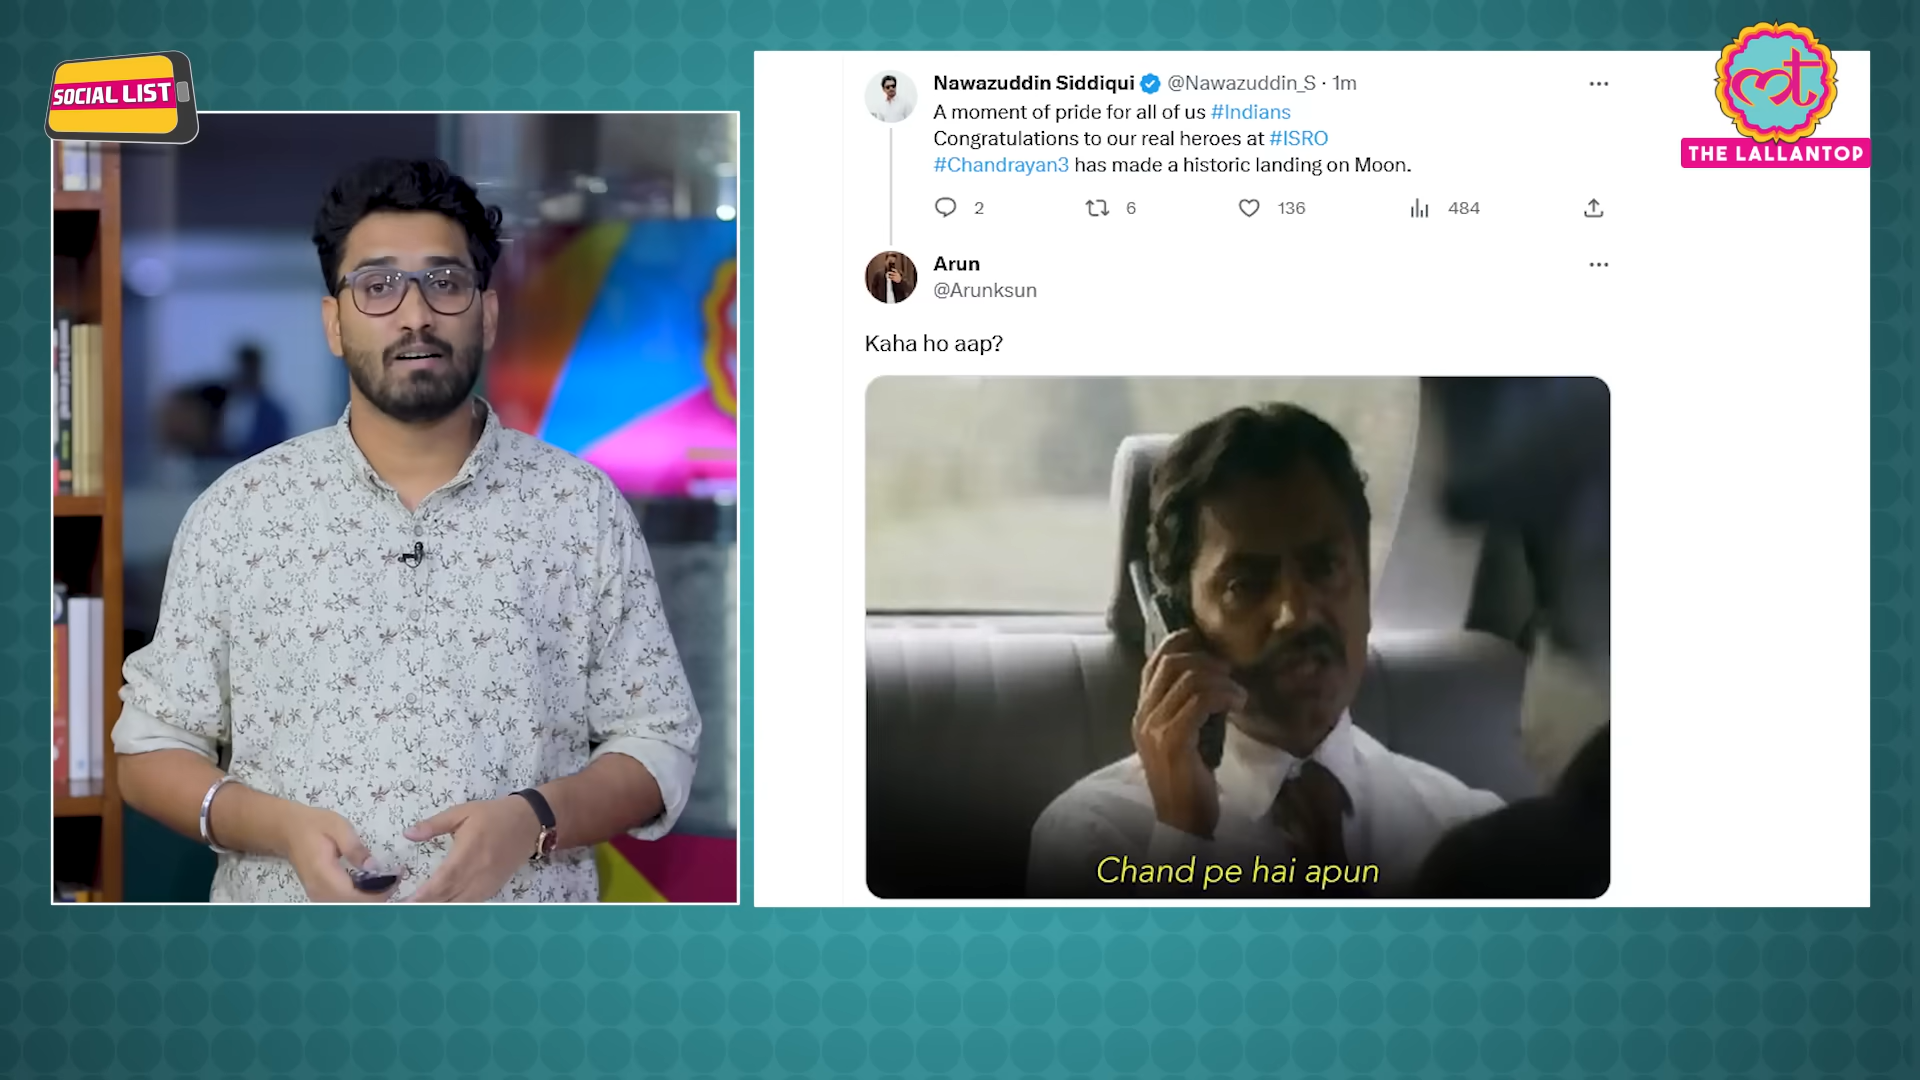 SOCIAL LIST
Nawazuddin Siddiqui @Nawazuddin_S · 1m
A moment of pride for all of us #Indians
Congratulations to our real heroes at #ISRO
#Chandrayan3 has made a historic landing on Moon.
2 6 136 484
Arun
@Arunksun
Kaha ho aap?
Chand pe hai apun
THE LALLANTOP